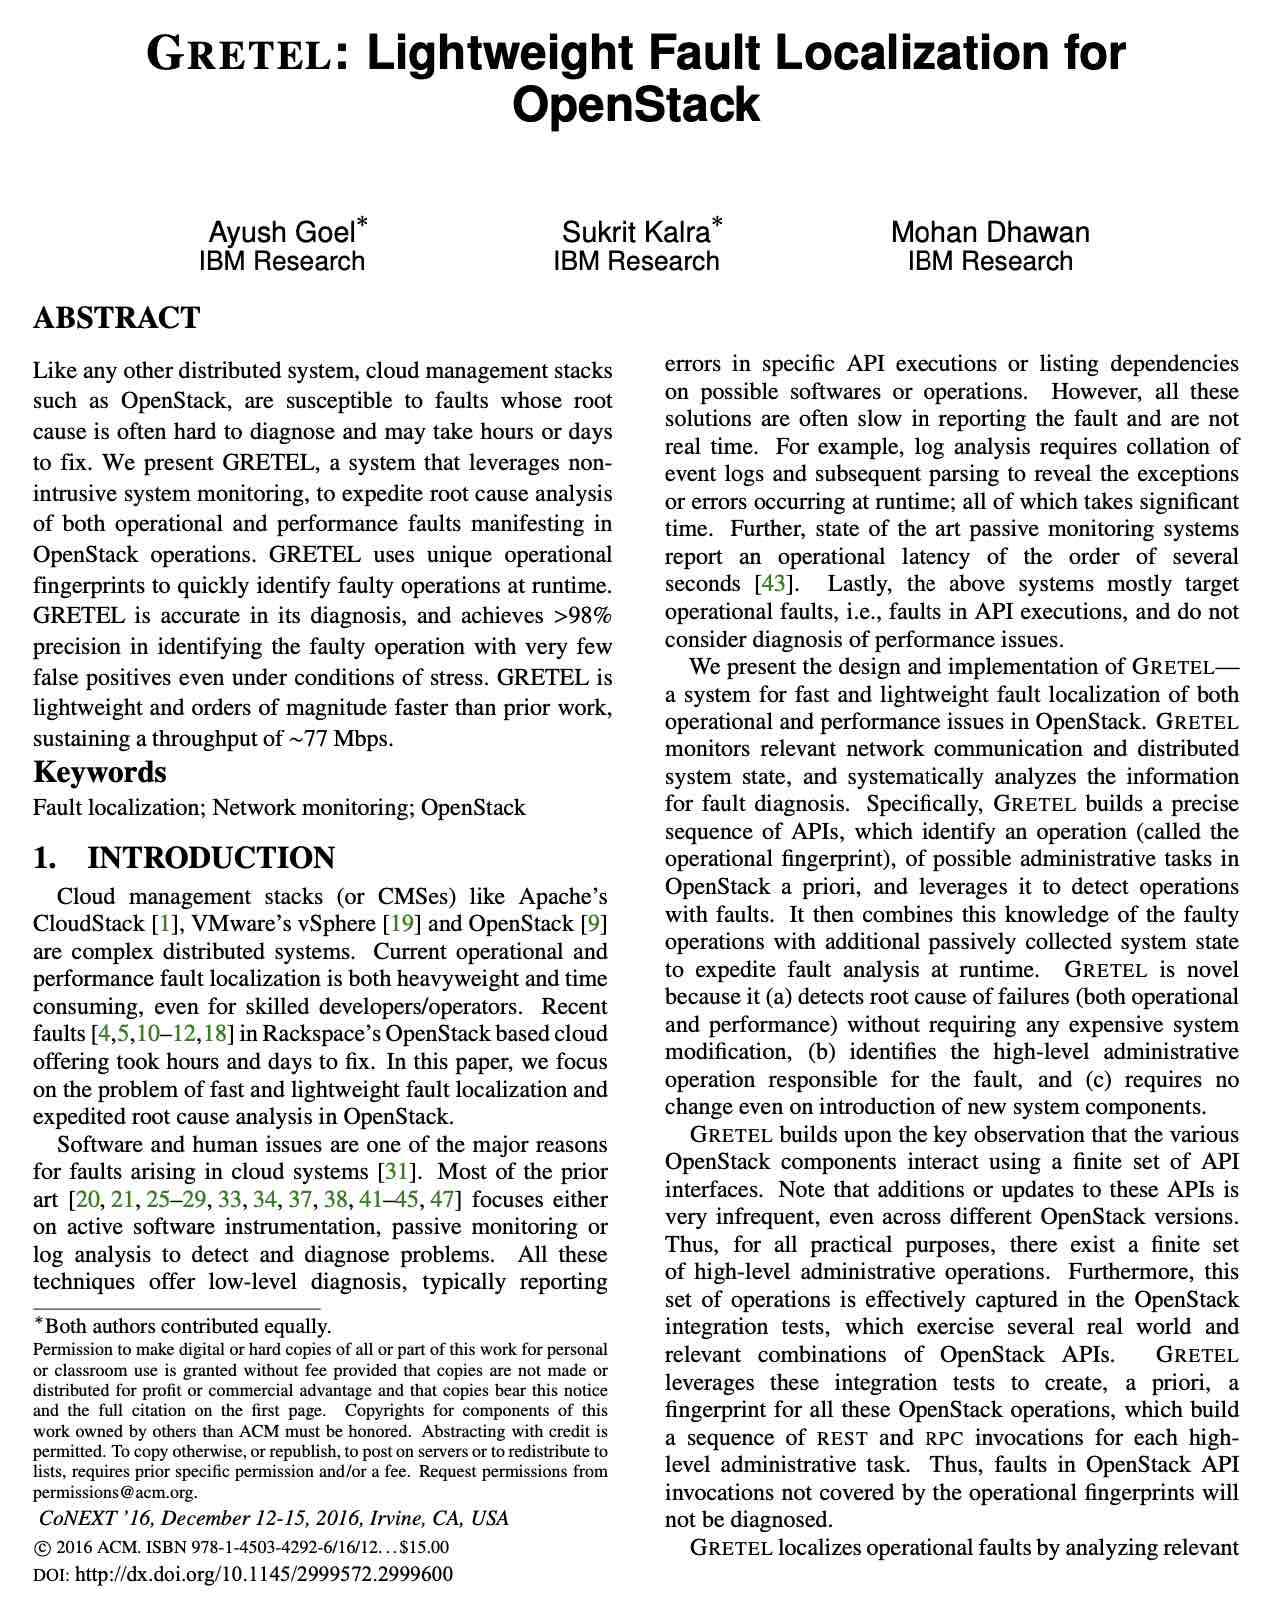 GRETEL: Lightweight Fault Localization for
OpenStack
Ayush Goel* Sukrit Kalra* Mohan Dhawan
IBM Research IBM Research IBM Research
ABSTRACT
Like any other distributed system, cloud management stacks
such as OpenStack, are susceptible to faults whose root
cause is often hard to diagnose and may take hours or days
to fix. We present GRETEL, a system that leverages non-
intrusive system monitoring, to expedite root cause analysis
of both operational and performance faults manifesting in
OpenStack operations. GRETEL uses unique operational
fingerprints to quickly identify faulty operations at runtime.
GRETEL is accurate in its diagnosis, and achieves >98%
precision in identifying the faulty operation with very few
false positives even under conditions of stress. GRETEL is
lightweight and orders of magnitude faster than prior work,
sustaining a throughput of ~77 Mbps.
Keywords
Fault localization; Network monitoring; OpenStack
1. INTRODUCTION
Cloud management stacks (or CMSes) like Apache's
CloudStack [1], VMware's vSphere [19] and OpenStack [9]
are complex distributed systems. Current operational and
performance fault localization is both heavyweight and time
consuming, even for skilled developers/operators. Recent
faults [4,5,10–12,18] in Rackspace's OpenStack based cloud
offering took hours and days to fix. In this paper, we focus
on the problem of fast and lightweight fault localization and
expedited root cause analysis in OpenStack.
Software and human issues are one of the major reasons
for faults arising in cloud systems [31]. Most of the prior
art [20, 21, 25–29, 33, 34, 37, 38, 41–45, 47] focuses either
on active software instrumentation, passive monitoring or
log analysis to detect and diagnose problems. All these
techniques offer low-level diagnosis, typically reporting
*Both authors contributed equally.
Permission to make digital or hard copies of all or part of this work for personal
or classroom use is granted without fee provided that copies are not made or
distributed for profit or commercial advantage and that copies bear this notice
and the full citation on the first page. Copyrights for components of this
work owned by others than ACM must be honored. Abstracting with credit is
permitted. To copy otherwise, or republish, to post on servers or to redistribute to
lists, requires prior specific permission and/or a fee. Request permissions from
permissions@acm.org.
CoNEXT '16, December 12-15, 2016, Irvine, CA, USA
© 2016 ACM. ISBN 978-1-4503-4292-6/16/12...$15.00
DOI: http://dx.doi.org/10.1145/2999572.2999600
errors in specific API executions or listing dependencies
on possible softwares or operations. However, all these
solutions are often slow in reporting the fault and are not
real time. For example, log analysis requires collation of
event logs and subsequent parsing to reveal the exceptions
or errors occurring at runtime; all of which takes significant
time. Further, state of the art passive monitoring systems
report an operational latency of the order of several
seconds [43]. Lastly, the above systems mostly target
operational faults, i.e., faults in API executions, and do not
consider diagnosis of performance issues.
We present the design and implementation of GRETEL—
a system for fast and lightweight fault localization of both
operational and performance issues in OpenStack. GRETEL
monitors relevant network communication and distributed
system state, and systematically analyzes the information
for fault diagnosis. Specifically, GRETEL builds a precise
sequence of APIs, which identify an operation (called the
operational fingerprint), of possible administrative tasks in
OpenStack a priori, and leverages it to detect operations
with faults. It then combines this knowledge of the faulty
operations with additional passively collected system state
to expedite fault analysis at runtime. GRETEL is novel
because it (a) detects root cause of failures (both operational
and performance) without requiring any expensive system
modification, (b) identifies the high-level administrative
operation responsible for the fault, and (c) requires no
change even on introduction of new system components.
GRETEL builds upon the key observation that the various
OpenStack components interact using a finite set of API
interfaces. Note that additions or updates to these APIs is
very infrequent, even across different OpenStack versions.
Thus, for all practical purposes, there exist a finite set
of high-level administrative operations. Furthermore, this
set of operations is effectively captured in the OpenStack
integration tests, which exercise several real world and
relevant combinations of OpenStack APIs. GRETEL
leverages these integration tests to create, a priori, a
fingerprint for all these OpenStack operations, which build
a sequence of REST and RPC invocations for each high-
level administrative task. Thus, faults in OpenStack API
invocations not covered by the operational fingerprints will
not be diagnosed.
GRETEL localizes operational faults by analyzing relevant